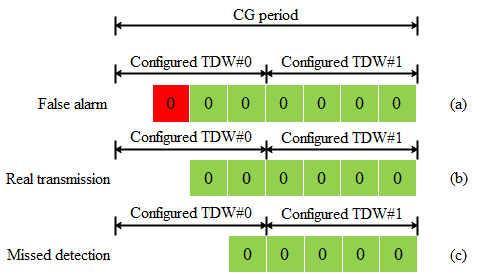 CG period
Configured TDW#0 Configured TDW#1
False alarm 0 0 0 0 0 0 0 (a)
Configured TDW#0 Configured TDW#1
Real transmission 0 0 0 0 0 0 (b)
Configured TDW#0 Configured TDW#1
Missed detection 0 0 0 0 0 (c)